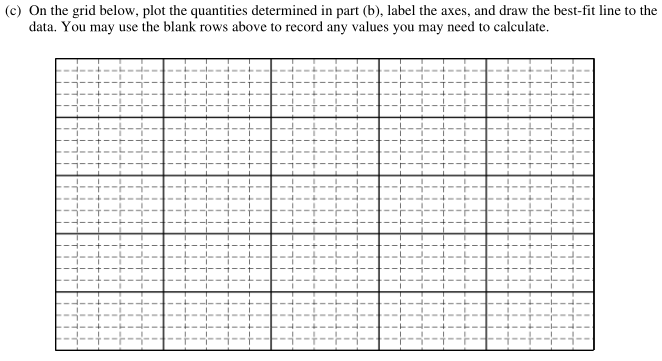 (c) On the grid below, plot the quantities determined in part (b), label the axes, and draw the best-fit line to the
data. You may use the blank rows above to record any values you may need to calculate.